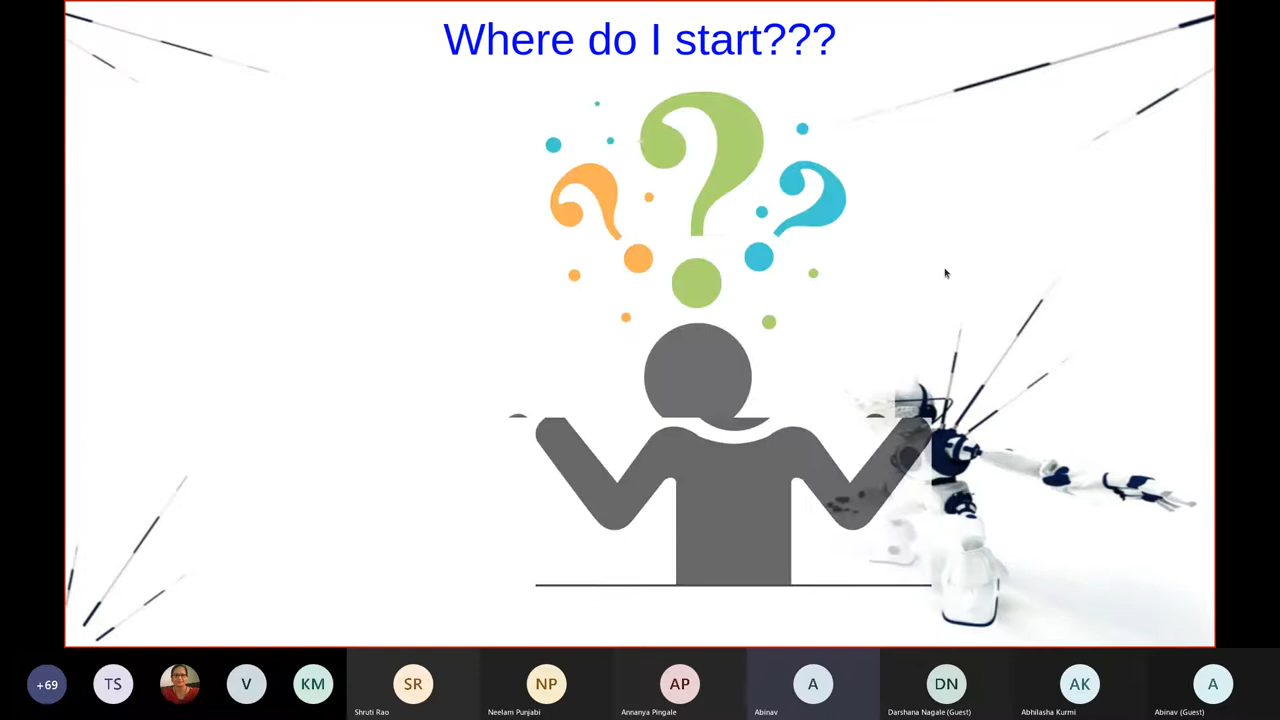 Where do I start???
+69
TS
V
KM
SR
NP
AP
A
DN
AK
A
Shruti Rao
Neelam Punjabi
Annanya Pingale
Abinav
Darshana Nagale (Guest)
Abhilasha Kurmi
Abinav (Guest)